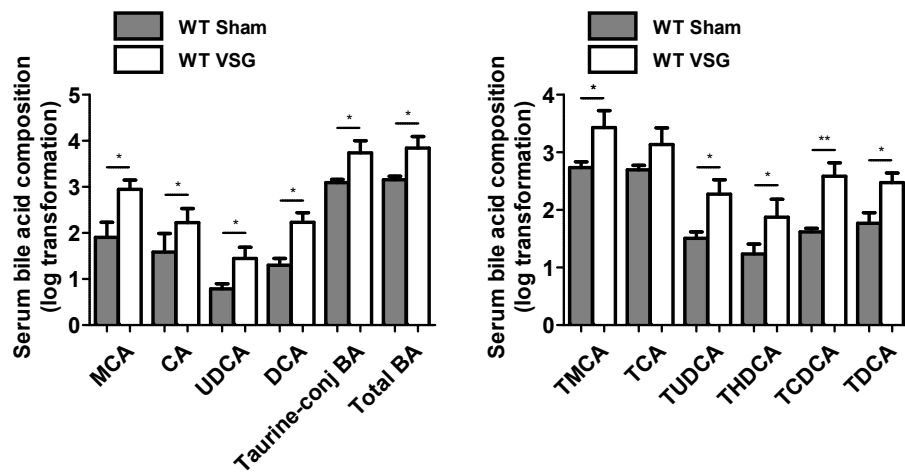 WT Sham
WT VSG
Serum bile acid composition
(log transformation)
5
4
3
2
1
0
*
*
*
*
*
*
MCA
CA
UDCA
DCA
Taurine-conj BA
Total BA
WT Sham
WT VSG
Serum bile acid composition
(log transformation)
4
3
2
1
0
*
*
*
**
*
TMCA
TCA
TUDCA
THDCA
TCDCA
TDCA